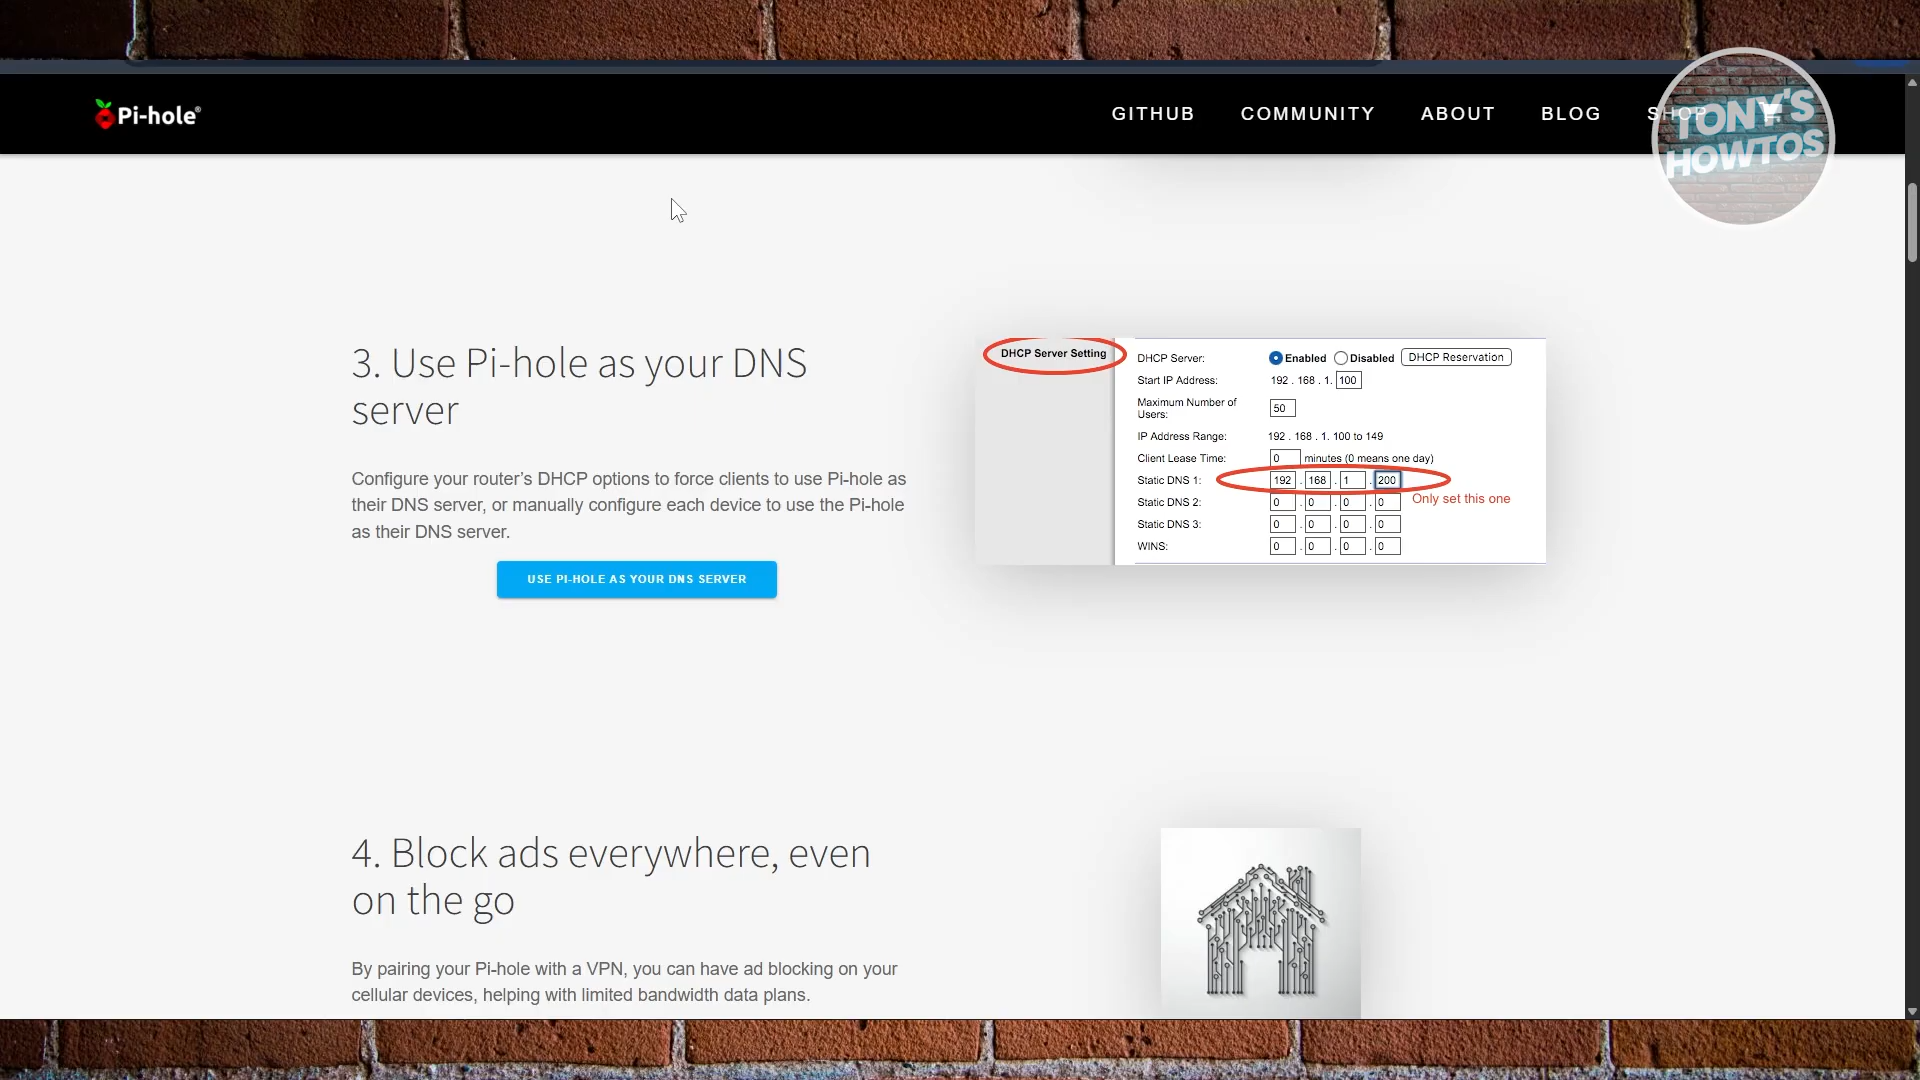 Pi-hole®
GITHUB COMMUNITY ABOUT BLOG SHOP
TONY'S
HOWTOS
3. Use Pi-hole as your DNS
server
Configure your router’s DHCP options to force clients to use Pi-hole as
their DNS server, or manually configure each device to use the Pi-hole
as their DNS server.
USE PI-HOLE AS YOUR DNS SERVER
DHCP Server Setting
DHCP Server: Enabled Disabled DHCP Reservation
Start IP Address: 192 . 168 . 1. 100
Maximum Number of
Users: 50
IP Address Range: 192 . 168 . 1. 100 to 149
Client Lease Time: 0 minutes (0 means one day)
Static DNS 1: 192 . 168 . 1 . 200
Only set this one
Static DNS 2: 0 . 0 . 0 . 0
Static DNS 3: 0 . 0 . 0 . 0
WINS: 0 . 0 . 0 . 0
4. Block ads everywhere, even
on the go
By pairing your Pi-hole with a VPN, you can have ad blocking on your
cellular devices, helping with limited bandwidth data plans.